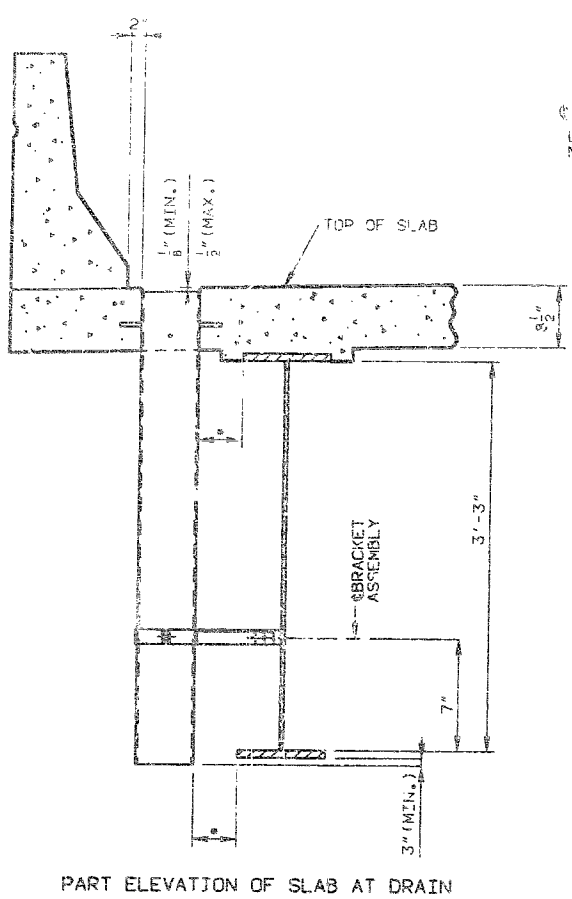 2"
1/8" (MIN.)
1/2" (MAX.)
TOP OF SLAB
8 1/2"
*
3'-3"
℄ BRACKET
ASSEMBLY
7"
3" (MIN.)
*
PART ELEVATION OF SLAB AT DRAIN